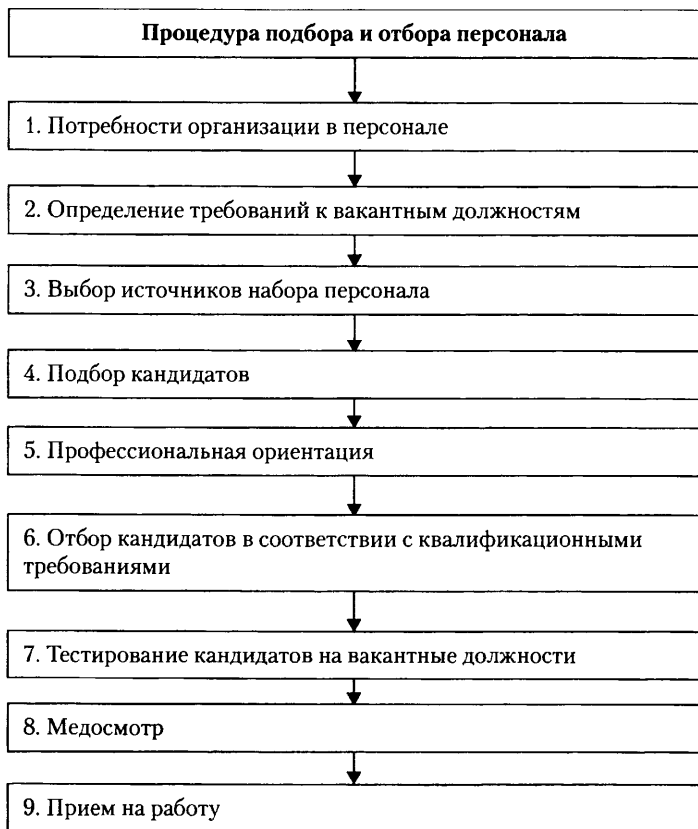 Процедура подбора и отбора персонала
1. Потребности организации в персонале
2. Определение требований к вакантным должностям
3. Выбор источников набора персонала
4. Подбор кандидатов
5. Профессиональная ориентация
6. Отбор кандидатов в соответствии с квалификационными
требованиями
7. Тестирование кандидатов на вакантные должности
8. Медосмотр
9. Прием на работу